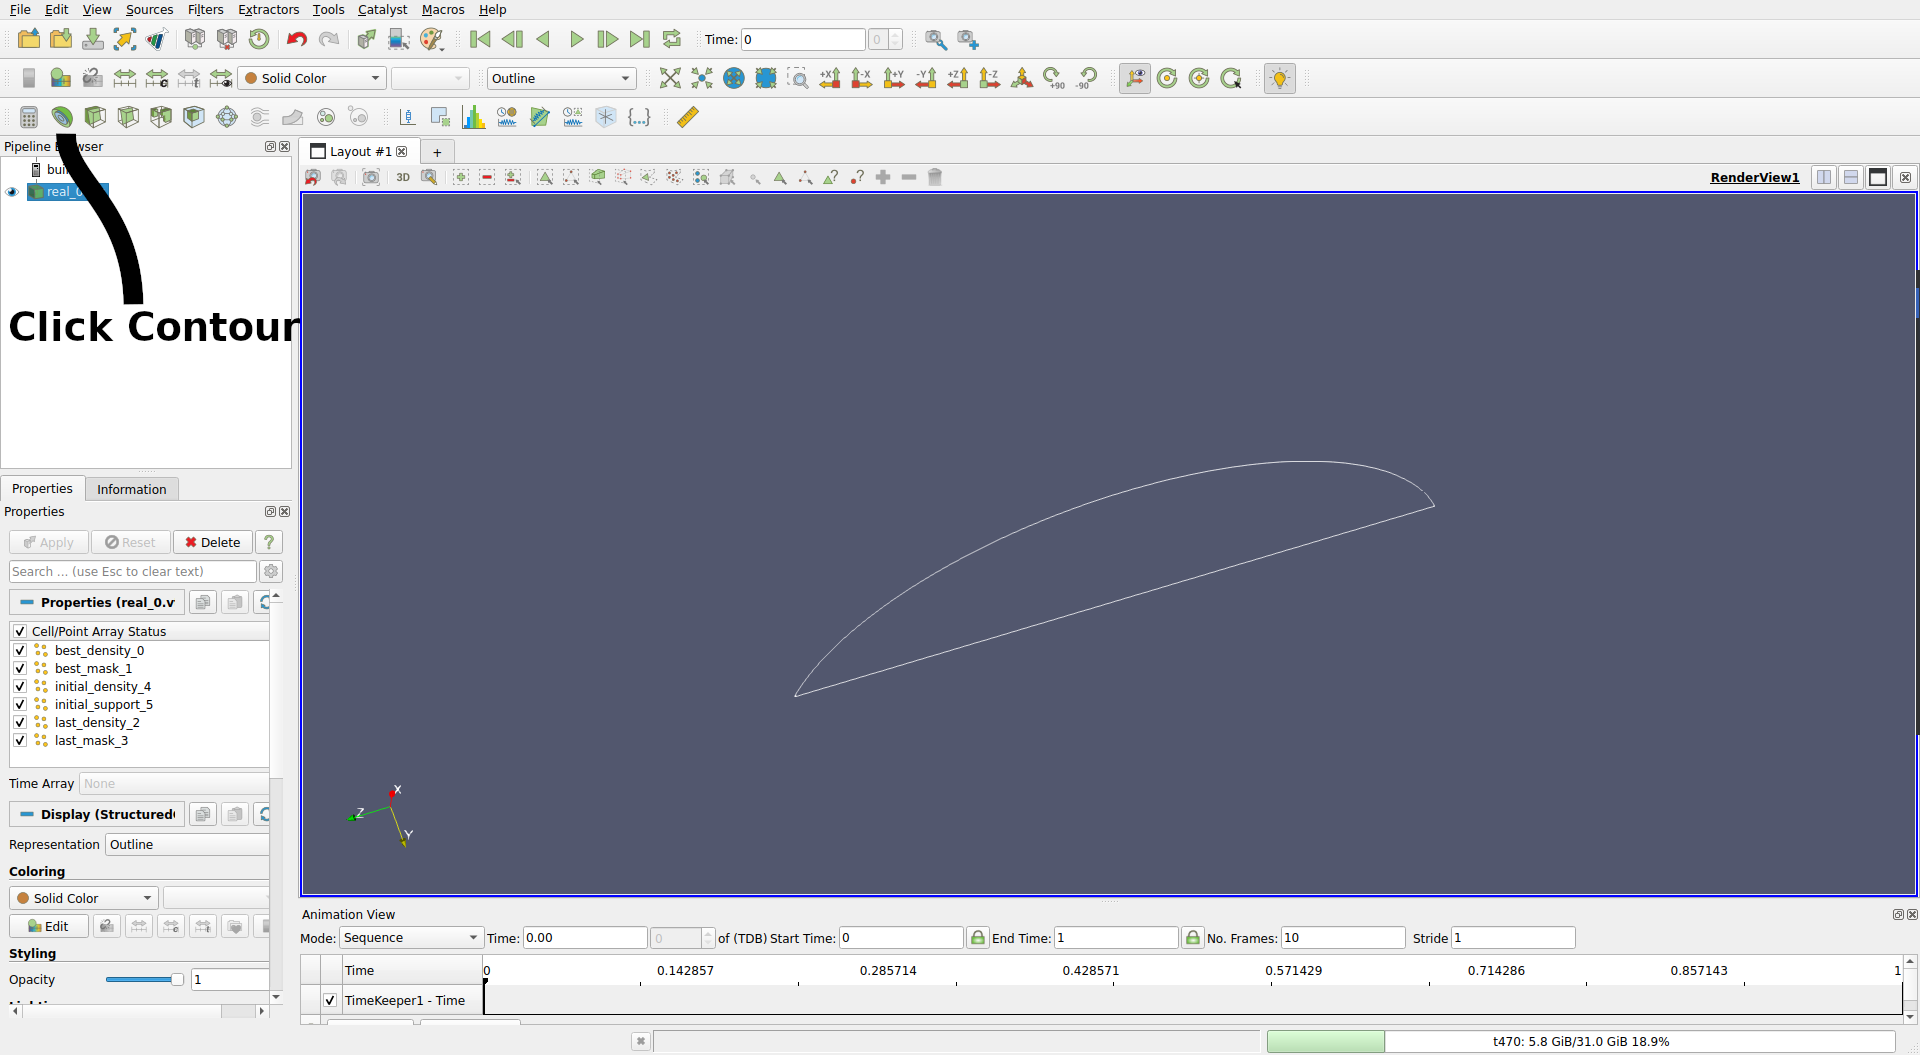 File Edit View Sources Filters Extractors Tools Catalyst Macros Help
Time: 0 0
Solid Color Outline +X -X +Y -Y +Z -Z +90 -90
Pipeline Browser
Layout #1 +
3D RenderView1
buil
real_0
Click Contour
Properties Information
Properties
Apply Reset Delete ?
Search ... (use Esc to clear text)
Properties (real_0.v
Cell/Point Array Status
best_density_0
best_mask_1
initial_density_4
initial_support_5
last_density_2
last_mask_3
Time Array None
Display (Structured
Representation Outline
Coloring
Solid Color
Edit
Styling
Opacity 1
X
Z
Y
Animation View
Mode: Sequence Time: 0.00 0 of (TDB) Start Time: 0 End Time: 1 No. Frames: 10 Stride 1
Time 0 0.142857 0.285714 0.428571 0.571429 0.714286 0.857143 1
TimeKeeper1 - Time
t470: 5.8 GiB/31.0 GiB 18.9%